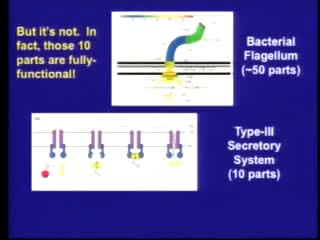 But it's not. In
fact, those 10
parts are fully-
functional!
Bacterial
Flagellum
(~50 parts)
Type-III
Secretory
System
(10 parts)